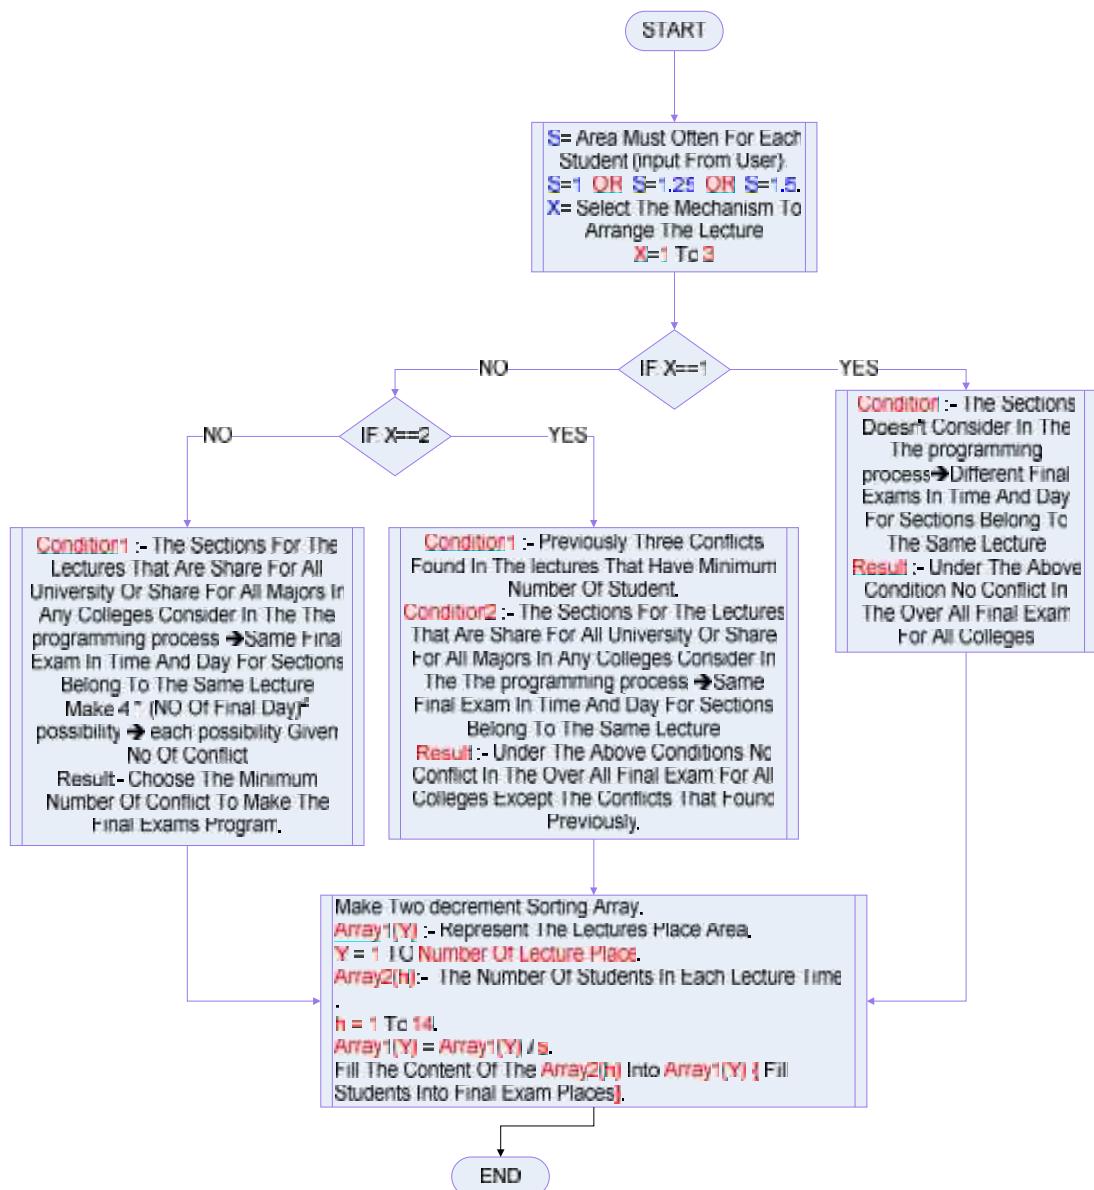 START
S= Area Must Often For Each
Student (input From User).
S=1 OR S=1.25 OR S=1.5.
X= Select The Mechanism To
Arrange The Lecture
X=1 To 3
IF X==1
NO
YES
IF X==2
NO
YES
Condition :- The Sections
Doesn't Consider In The
The programming
process➔Different Final
Exams In Time And Day
For Sections Belong To
The Same Lecture
Result :- Under The Above
Condition No Conflict In
The Over All Final Exam
For All Colleges
Condition1 :- The Sections For The
Lectures That Are Share For All
University Or Share For All Majors In
Any Colleges Consider In The The
programming process ➔Same Final
Exam In Time And Day For Sections
Belong To The Same Lecture
Make 4 * (NO Of Final Day)
possibility ➔ each possibility Given
No Of Conflict
Result- Choose The Minimum
Number Of Conflict To Make The
Final Exams Program.
Condition1 :- Previously Three Conflicts
Found In The lectures That Have Minimum
Number Of Student.
Condition2 :- The Sections For The Lectures
That Are Share For All University Or Share
For All Majors In Any Colleges Consider In
The The programming process ➔Same
Final Exam In Time And Day For Sections
Belong To The Same Lecture
Result :- Under The Above Conditions No
Conflict In The Over All Final Exam For All
Colleges Except The Conflicts That Found
Previously.
Make Two decrement Sorting Array.
Array1(Y) :- Represent The Lectures Place Area.
Y = 1 TO Number Of Lecture Place.
Array2(h):- The Number Of Students In Each Lecture Time
.
h = 1 To 14.
Array1(Y) = Array1(Y) / s.
Fill The Content Of The Array2(h) Into Array1(Y) { Fill
Students Into Final Exam Places}.
END